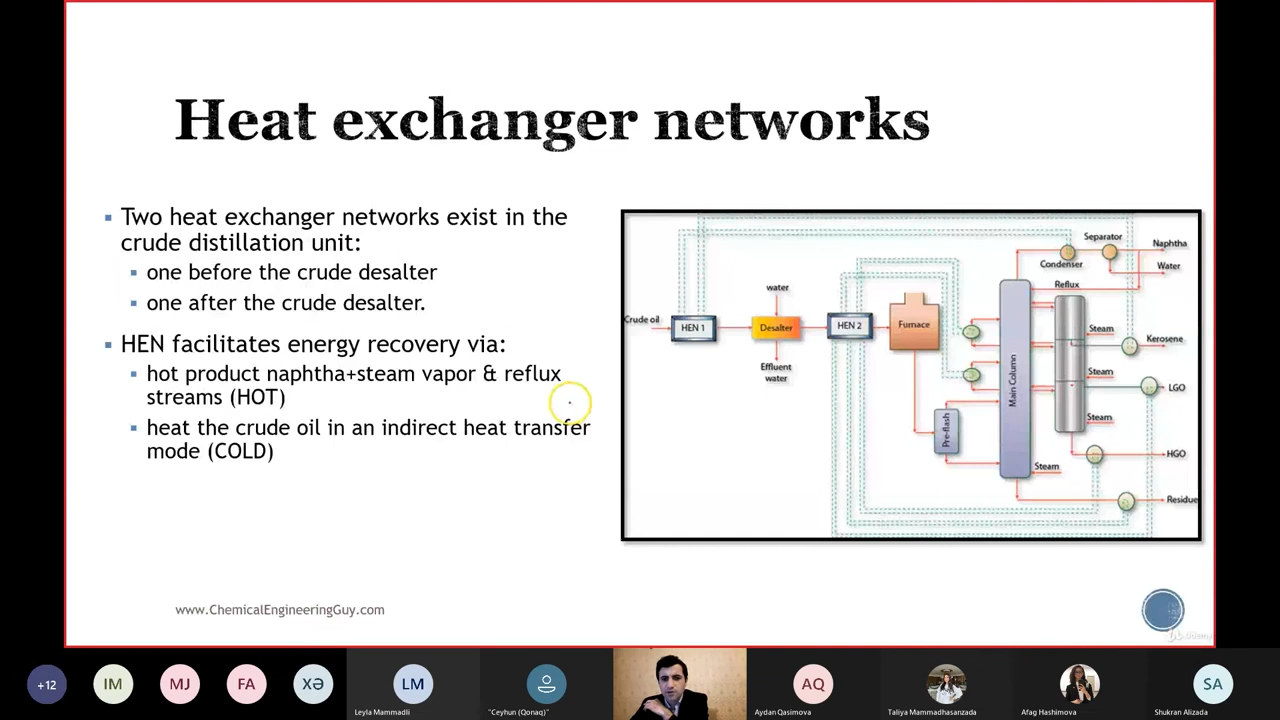 Heat exchanger networks
▪ Two heat exchanger networks exist in the
crude distillation unit:
▪ one before the crude desalter
▪ one after the crude desalter.
▪ HEN facilitates energy recovery via:
▪ hot product naphtha+steam vapor & reflux
streams (HOT)
▪ heat the crude oil in an indirect heat transfer
mode (COLD)
Separator
Naphtha
Condenser
Water
Reflux
water
Crude oil
HEN 1
Desalter
HEN 2
Furnace
Steam
Kerosene
Effluent
water
Main Column
Steam
LGO
Steam
Pre-flash
HGO
Steam
Residue
www.ChemicalEngineeringGuy.com
+12
IM
MJ
FA
XƏ
LM
AQ
SA
Leyla Mammadli
"Ceyhun (Qonaq)"
Aydan Qasimova
Taliya Mammadhasanzada
Afag Hashimova
Shukran Alizada